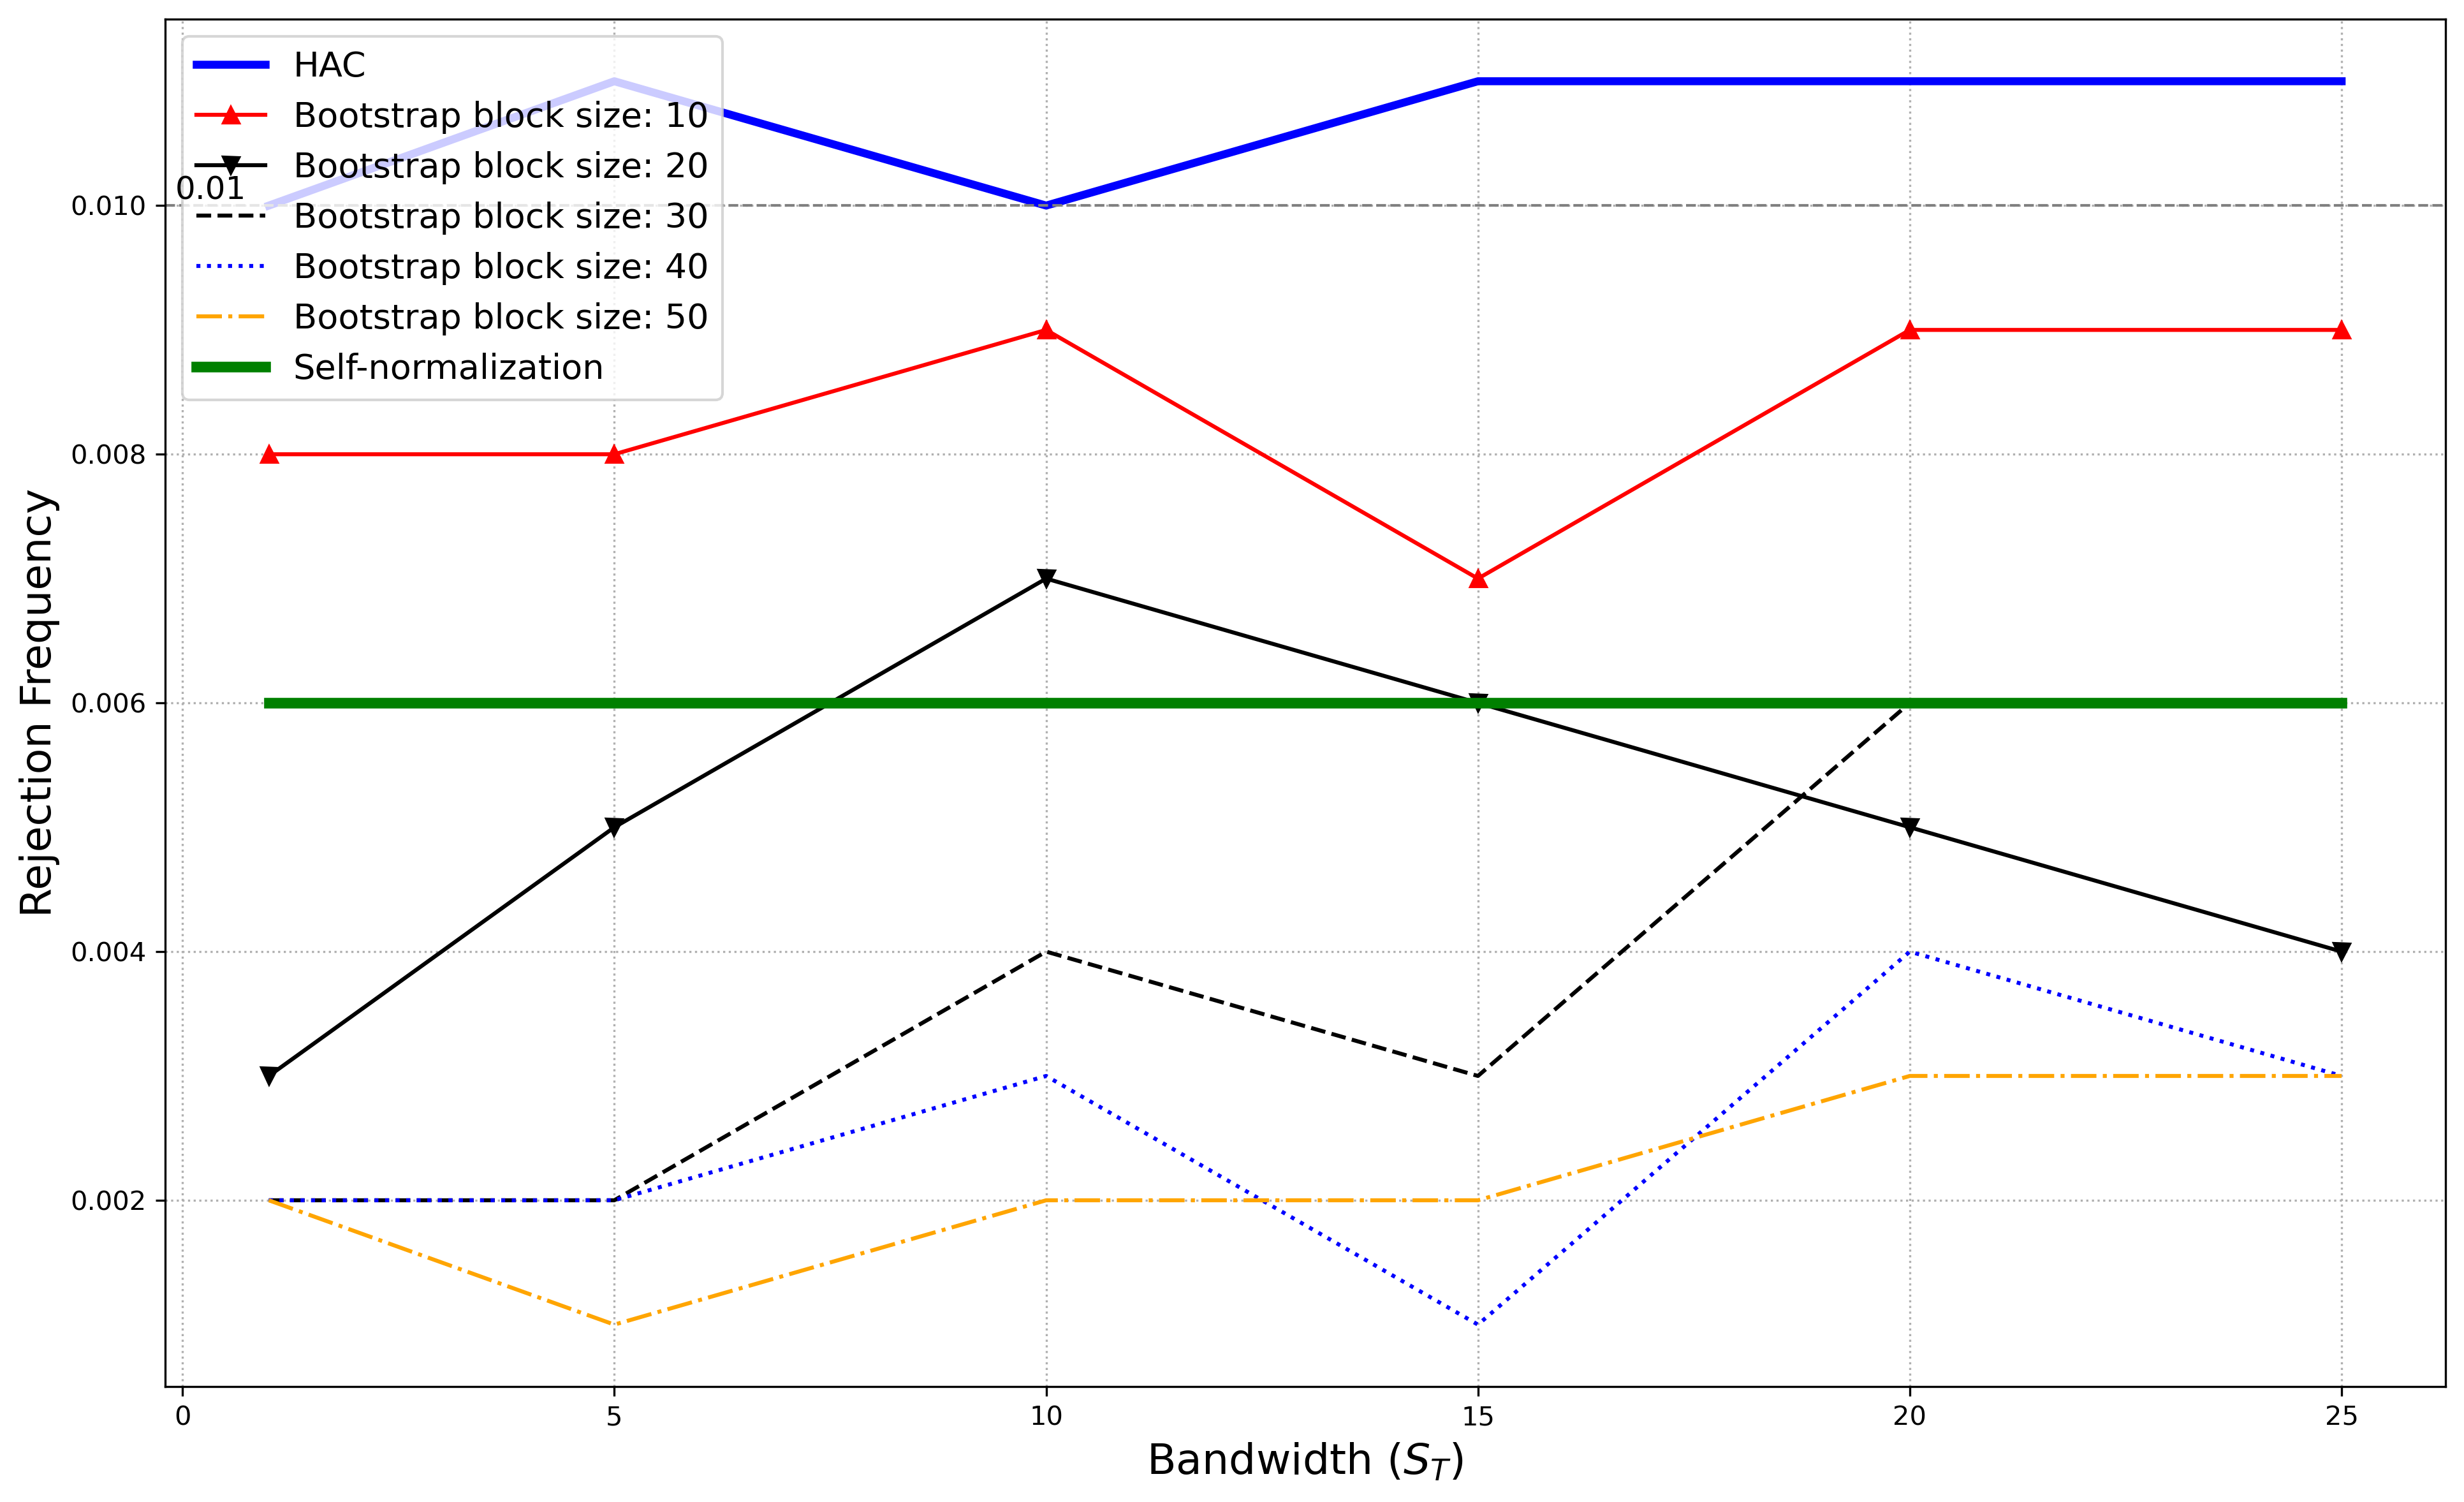 HAC
Bootstrap block size: 10
Bootstrap block size: 20
0.01
Bootstrap block size: 30
Bootstrap block size: 40
Bootstrap block size: 50
Self-normalization
0.010
0.008
0.006
0.004
0.002
Rejection Frequency
0 5 10 15 20 25
Bandwidth (S_T)